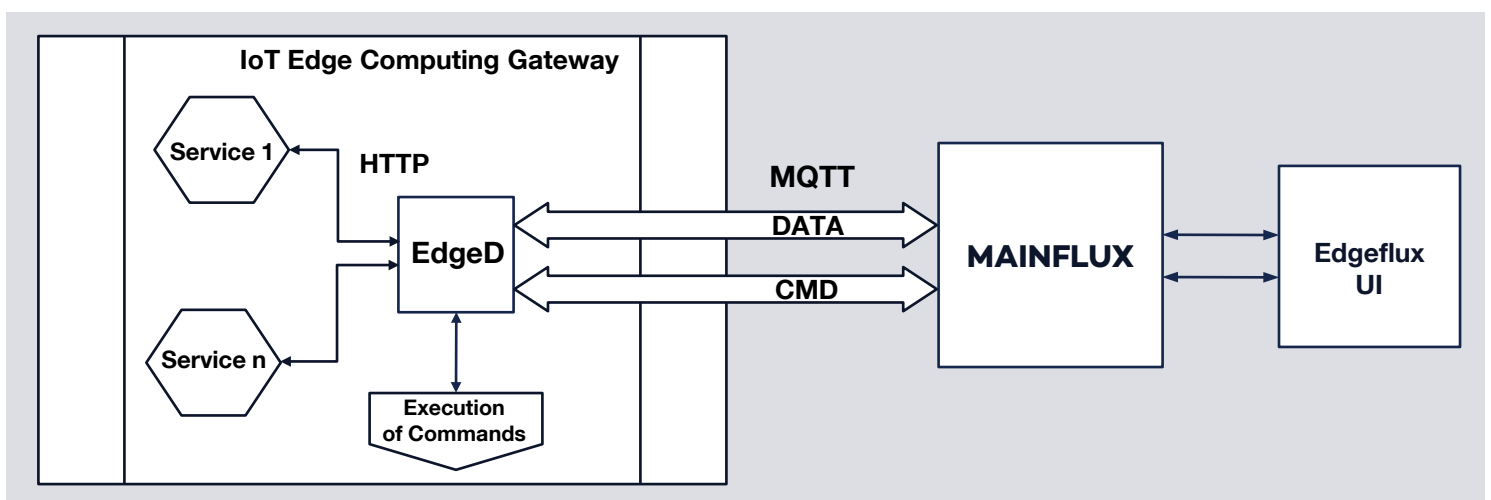 IoT Edge Computing Gateway
Service 1
HTTP
MQTT
DATA
EdgeD
MAINFLUX
Edgeflux
UI
CMD
Service n
Execution
of Commands